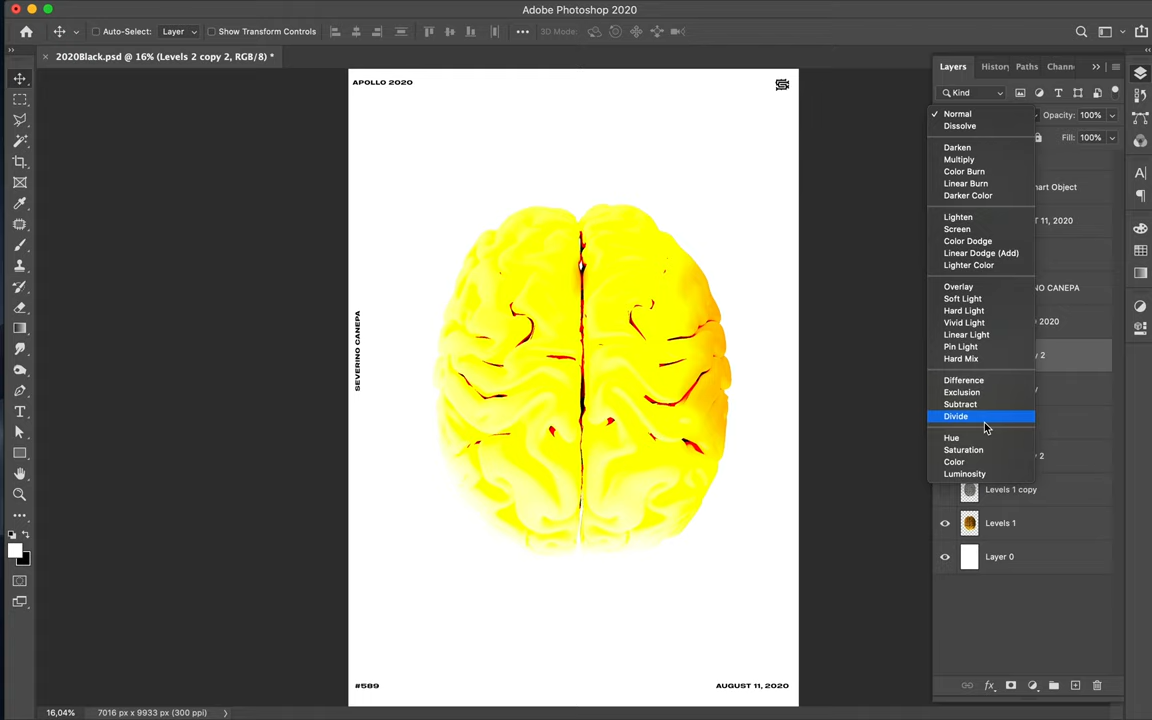 Adobe Photoshop 2020
Auto-Select: Layer Show Transform Controls 3D Mode:
2020Black.psd @ 16% (Levels 2 copy 2, RGB/8) *
Layers Histor Paths Chann
Kind
Normal Opacity: 100%
Dissolve
Fill: 100%
Darken
Multiply
Color Burn
Linear Burn
Darker Color
Lighten
Screen
Color Dodge
Linear Dodge (Add)
Lighter Color
Overlay
Soft Light
Hard Light
Vivid Light
Linear Light
Pin Light
Hard Mix
Difference
Exclusion
Subtract
Divide
Hue
Saturation
Color
Luminosity
mart Object
T 11, 2020
NO CANEPA
2020
y 2
y
y 2
Levels 1 copy
Levels 1
Layer 0
APOLLO 2020
SEVERINO CANEPA
#589
AUGUST 11, 2020
16,04% 7016 px x 9933 px (300 ppi)